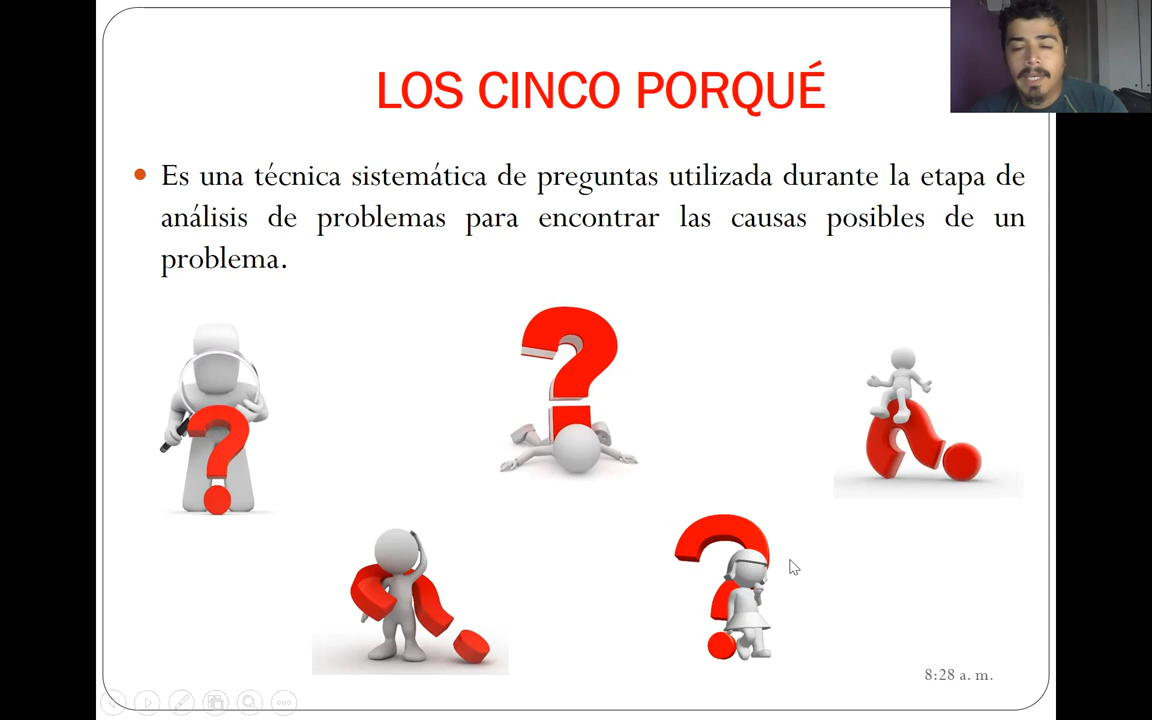 LOS CINCO PORQUÉ
Es una técnica sistemática de preguntas utilizada durante la etapa de
análisis de problemas para encontrar las causas posibles de un
problema.
8:28 a. m.